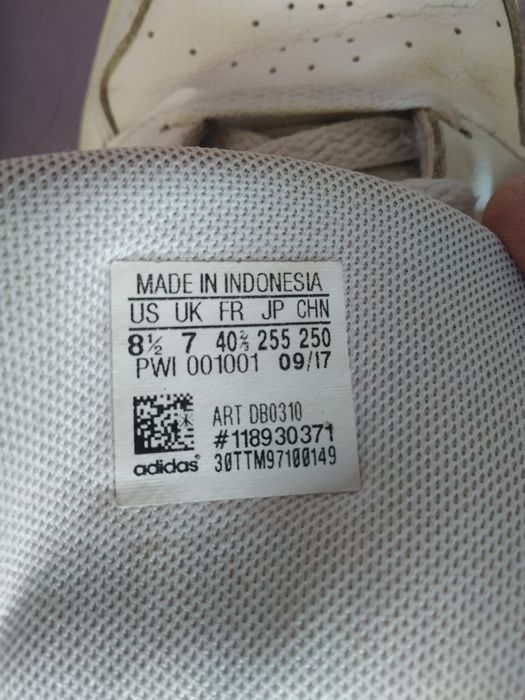 MADE IN INDONESIA
US UK FR JP CHN
8½ 7 40⅔ 255 250
PWI 001001 09/17
ART DB0310
#118930371
adidas® 30TTM97100149